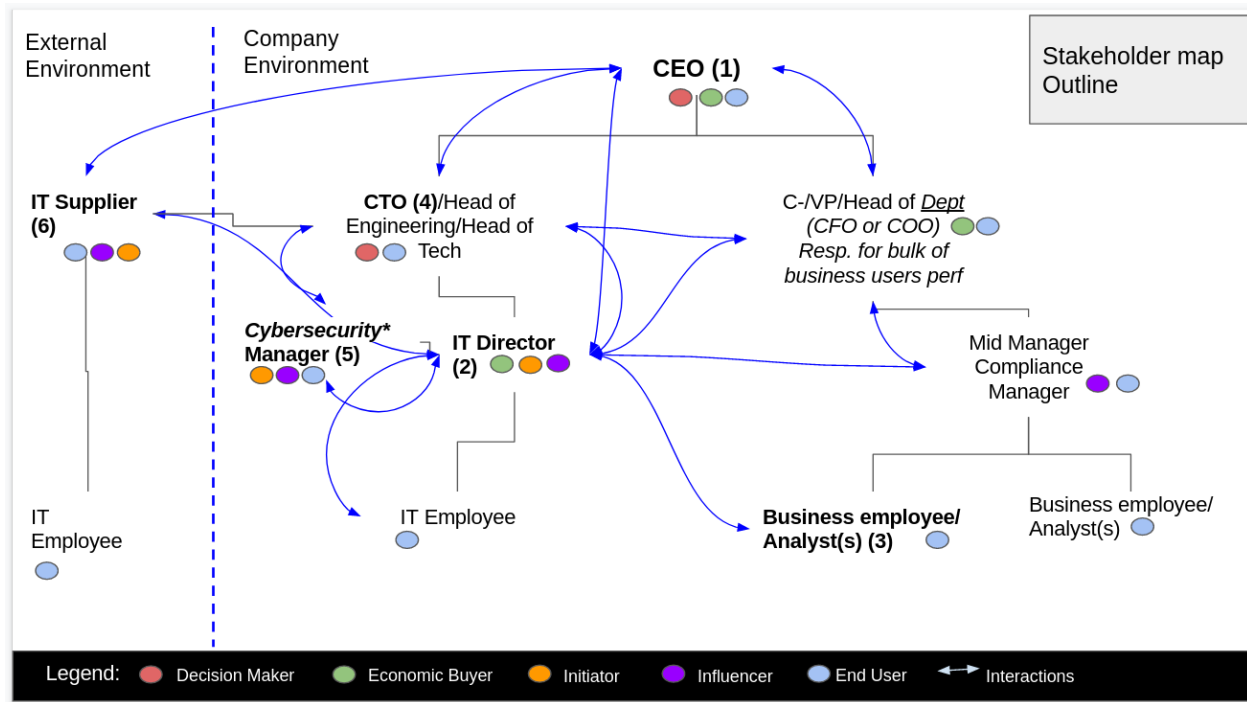 External
Environment
Company
Environment
Stakeholder map
Outline
CEO (1)
IT Supplier
(6)
CTO (4)/Head of
Engineering/Head of
Tech
C-/VP/Head of Dept
(CFO or COO)
Resp. for bulk of
business users perf
Cybersecurity*
Manager (5)
IT Director
(2)
Mid Manager
Compliance
Manager
IT
Employee
IT Employee
Business employee/
Analyst(s) (3)
Business employee/
Analyst(s)
Legend:
Decision Maker
Economic Buyer
Initiator
Influencer
End User
Interactions